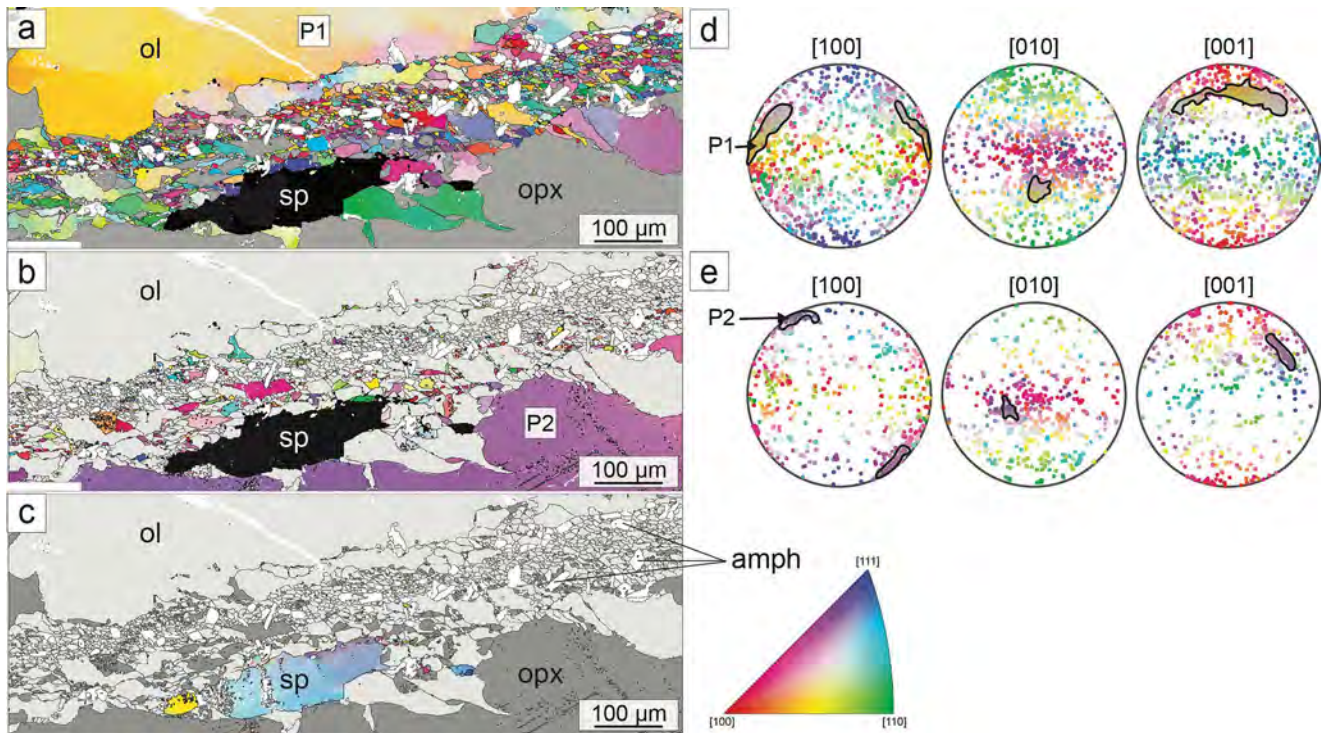 a
ol
P1
sp
opx
100 µm
b
ol
sp
P2
100 µm
c
ol
amph
sp
opx
100 µm
d
[100]
[010]
[001]
P1
e
[100]
[010]
[001]
P2
[111]
[100]
[110]